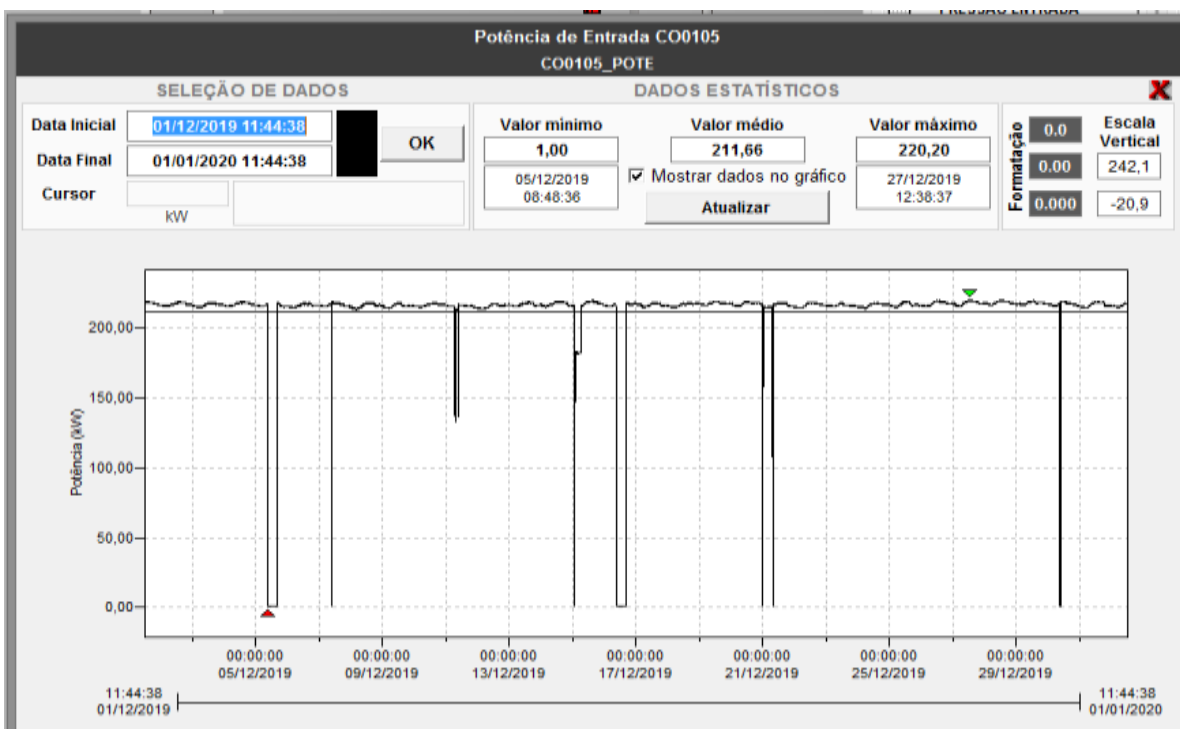 PRESSÃO ENTRADA
Potência de Entrada CO0105
CO0105_POTE
SELEÇÃO DE DADOS
Data Inicial 01/12/2019 11:44:38
OK
Data Final 01/01/2020 11:44:38
Cursor
kW
DADOS ESTATÍSTICOS
Valor mínimo Valor médio Valor máximo
1,00 211,66 220,20
05/12/2019
08:48:36
Mostrar dados no gráfico
Atualizar
27/12/2019
12:38:37
Formatação
0.0
0.00
0.000
Escala
Vertical
242,1
-20,9
Potência (kW)
200,00
150,00
100,00
50,00
0,00
00:00:00 00:00:00 00:00:00 00:00:00 00:00:00 00:00:00 00:00:00
05/12/2019 09/12/2019 13/12/2019 17/12/2019 21/12/2019 25/12/2019 29/12/2019
11:44:38 11:44:38
01/12/2019 01/01/2020